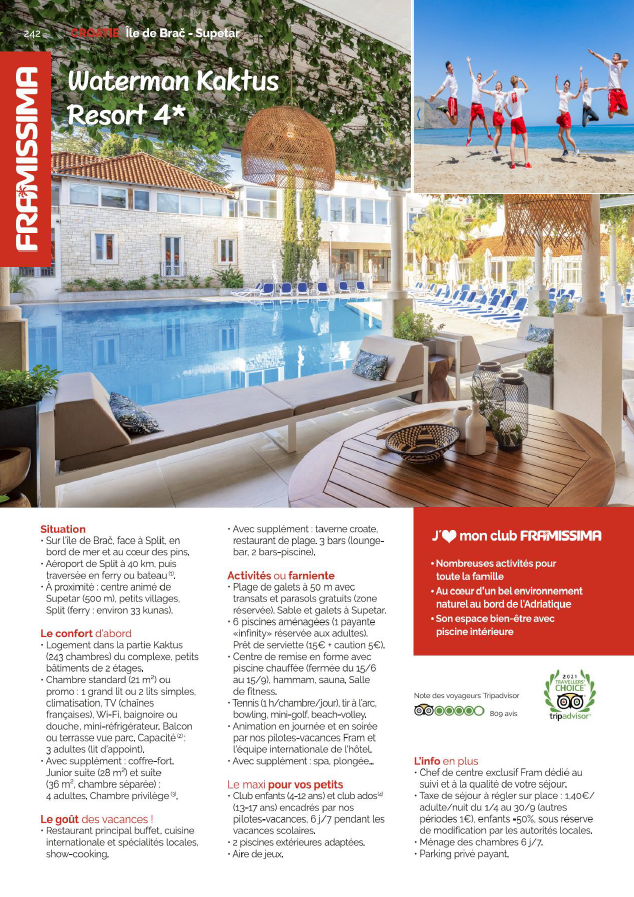 242
CROATIE Île de Brač - Supetar
FRAMISSIMA
Waterman Kaktus
Resort 4*
Situation
• Sur l'île de Brač, face à Split, en
bord de mer et au cœur des pins.
• Aéroport de Split à 40 km, puis
traversée en ferry ou bateau (1).
• À proximité : centre animé de
Supetar (500 m), petits villages,
Split (ferry : environ 33 kunas).
Le confort d'abord
• Logement dans la partie Kaktus
(243 chambres) du complexe, petits
bâtiments de 2 étages.
• Chambre standard (21 m²) ou
promo : 1 grand lit ou 2 lits simples,
climatisation, TV (chaînes
françaises), Wi-Fi, baignoire ou
douche, mini-réfrigérateur. Balcon
ou terrasse vue parc. Capacité (2) :
3 adultes (lit d'appoint).
• Avec supplément : coffre-fort.
Junior suite (28 m²) et suite
(36 m², chambre séparée) :
4 adultes. Chambre privilège (3).
Le goût des vacances !
• Restaurant principal buffet, cuisine
internationale et spécialités locales,
show-cooking.
• Avec supplément : taverne croate,
restaurant de plage. 3 bars (lounge-
bar, 2 bars-piscine).
Activités ou farniente
• Plage de galets à 50 m avec
transats et parasols gratuits (zone
réservée). Sable et galets à Supetar.
• 6 piscines aménagées (1 payante
«infinity» réservée aux adultes).
Prêt de serviette (15€ + caution 5€).
• Centre de remise en forme avec
piscine chauffée (fermée du 15/6
au 15/9), hammam, sauna. Salle
de fitness.
• Tennis (1 h/chambre/jour), tir à l'arc,
bowling, mini-golf, beach-volley.
• Animation en journée et en soirée
par nos pilotes-vacances Fram et
l'équipe internationale de l'hôtel.
• Avec supplément : spa, plongée...
Le maxi pour vos petits
• Club enfants (4-12 ans) et club ados (4)
(13-17 ans) encadrés par nos
pilotes-vacances, 6 j/7 pendant les
vacances scolaires.
• 2 piscines extérieures adaptées.
• Aire de jeux.
J'♥ mon club FRAMISSIMA
• Nombreuses activités pour
toute la famille
• Au cœur d'un bel environnement
naturel au bord de l'Adriatique
• Son espace bien-être avec
piscine intérieure
Note des voyageurs Tripadvisor
809 avis
2021
TRAVELLERS'
CHOICE
tripadvisor
L'info en plus
• Chef de centre exclusif Fram dédié au
suivi et à la qualité de votre séjour.
• Taxe de séjour à régler sur place : 1,40€/
adulte/nuit du 1/4 au 30/9 (autres
périodes 1€), enfants -50%, sous réserve
de modification par les autorités locales.
• Ménage des chambres 6 j/7.
• Parking privé payant.